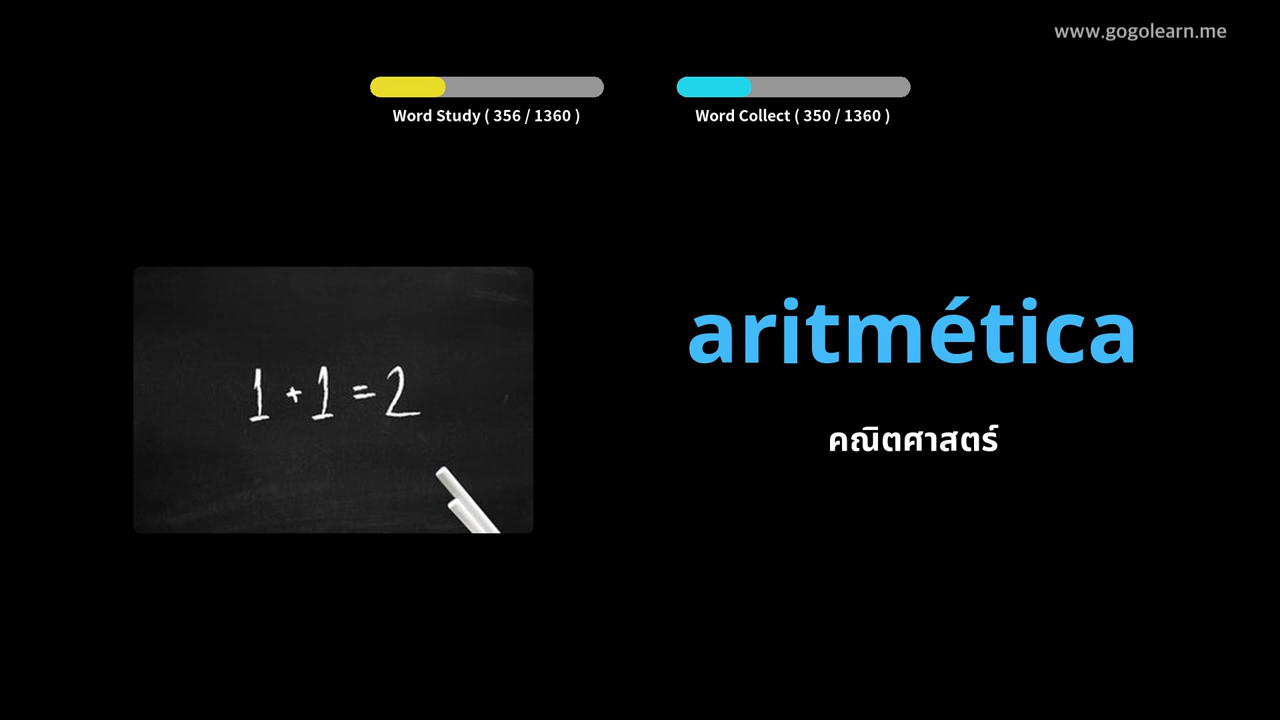 www.gogolearn.me
Word Study ( 356 / 1360 )
Word Collect ( 350 / 1360 )
1 + 1 = 2
aritmética
คณิตศาสตร์